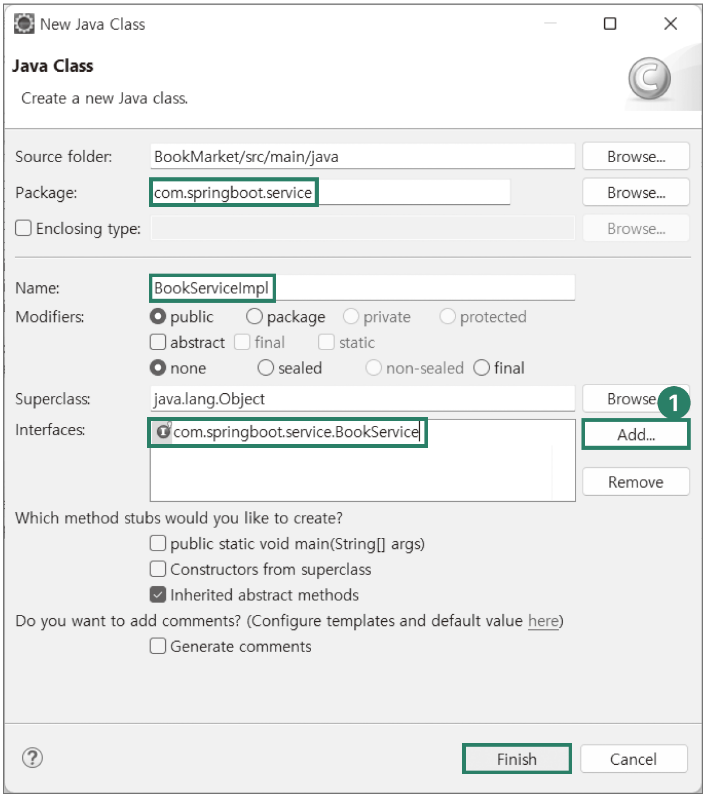 New Java Class
Java Class
Create a new Java class.
Source folder: BookMarket/src/main/java Browse...
Package: com.springboot.service Browse...
Enclosing type: Browse...
Name: BookServiceImpl
Modifiers: public package private protected
abstract final static
none sealed non-sealed final
Superclass: java.lang.Object Browse
1
Interfaces: com.springboot.service.BookService Add...
Remove
Which method stubs would you like to create?
public static void main(String[] args)
Constructors from superclass
Inherited abstract methods
Do you want to add comments? (Configure templates and default value here)
Generate comments
? Finish Cancel